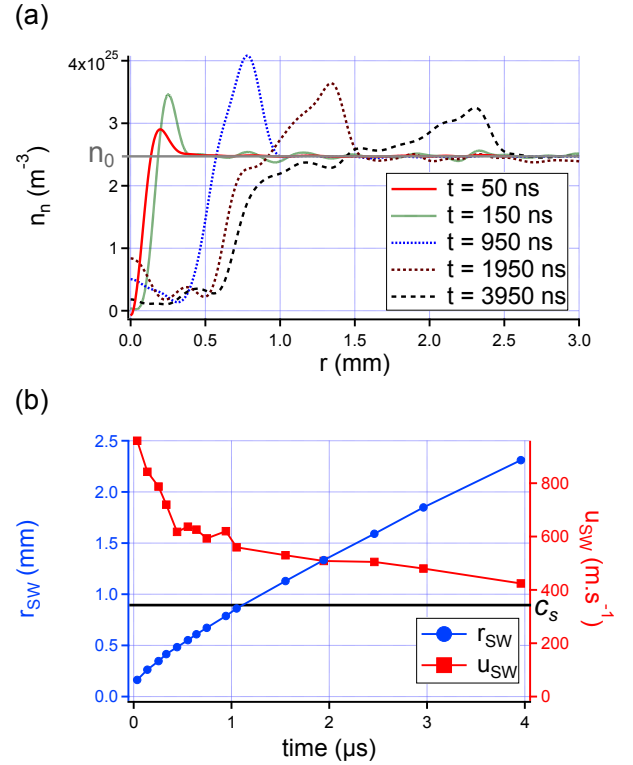 (a)
4x10²⁵
3
n₀
2
1
0
nₙ (m⁻³)
t = 50 ns
t = 150 ns
t = 950 ns
t = 1950 ns
t = 3950 ns
0.0 0.5 1.0 1.5 2.0 2.5 3.0
r (mm)
(b)
2.5
2.0
1.5
1.0
0.5
0.0
r_SW (mm)
800
600
400
200
0
u_SW (m.s⁻¹)
c_s
r_SW
u_SW
0 1 2 3 4
time (µs)